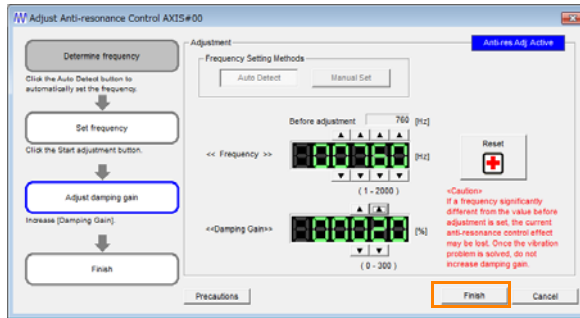 Adjust Anti-resonance Control AXIS#00
Determine frequency
Click the Auto Detect button to
automatically set the frequency.
Set frequency
Click the Start adjustment button.
Adjust damping gain
Increase [Damping Gain].
Finish
Adjustment
Anti-res Adj Active
Frequency Setting Methods
Auto Detect
Manual Set
Before adjustment
760 [Hz]
<< Frequency >>
000760 [Hz]
(1 - 2000 )
<<Damping Gain>>
000020 [%]
( 0 - 300 )
Reset
<Caution>
If a frequency significantly
different from the value before
adjustment is set, the current
anti-resonance control effect
may be lost. Once the vibration
problem is solved, do not
increase damping gain.
Precautions
Finish
Cancel